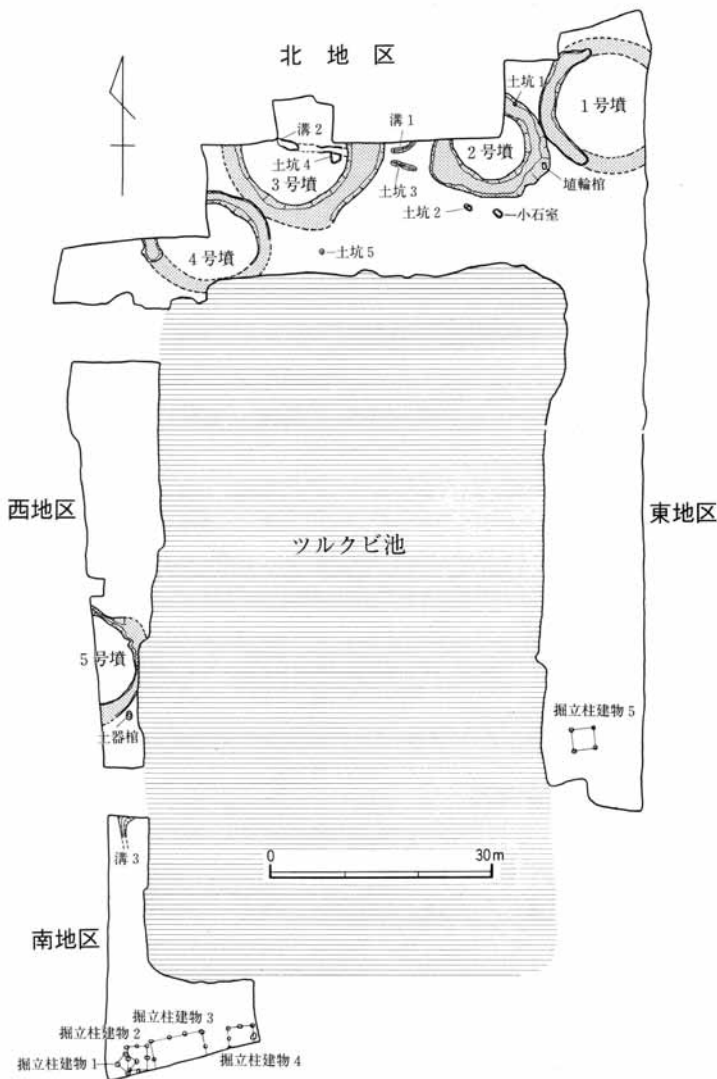 北地区
土坑1
1号墳
溝2
溝1
2号墳
土坑4
3号墳
土坑3
埴輪棺
土坑2
小石室
4号墳
土坑5
西地区
東地区
ツルクビ池
5号墳
掘立柱建物5
土器棺
0 30m
溝3
南地区
掘立柱建物3
掘立柱建物2
掘立柱建物1
掘立柱建物4